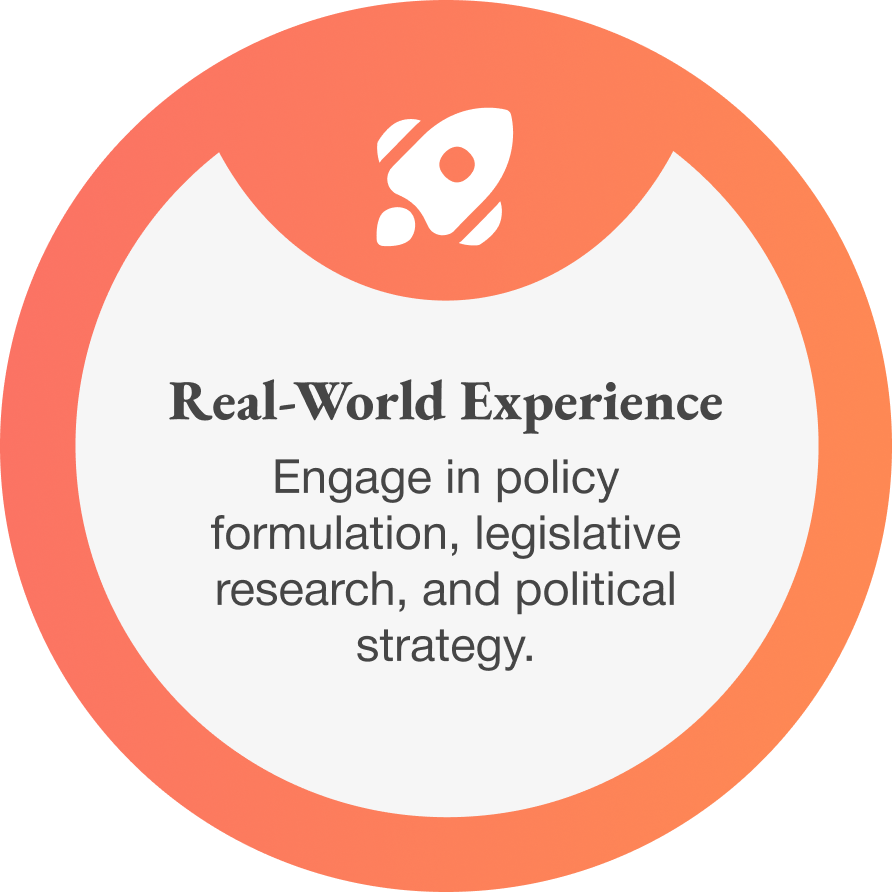 Real-World Experience
Engage in policy
formulation, legislative
research, and political
strategy.